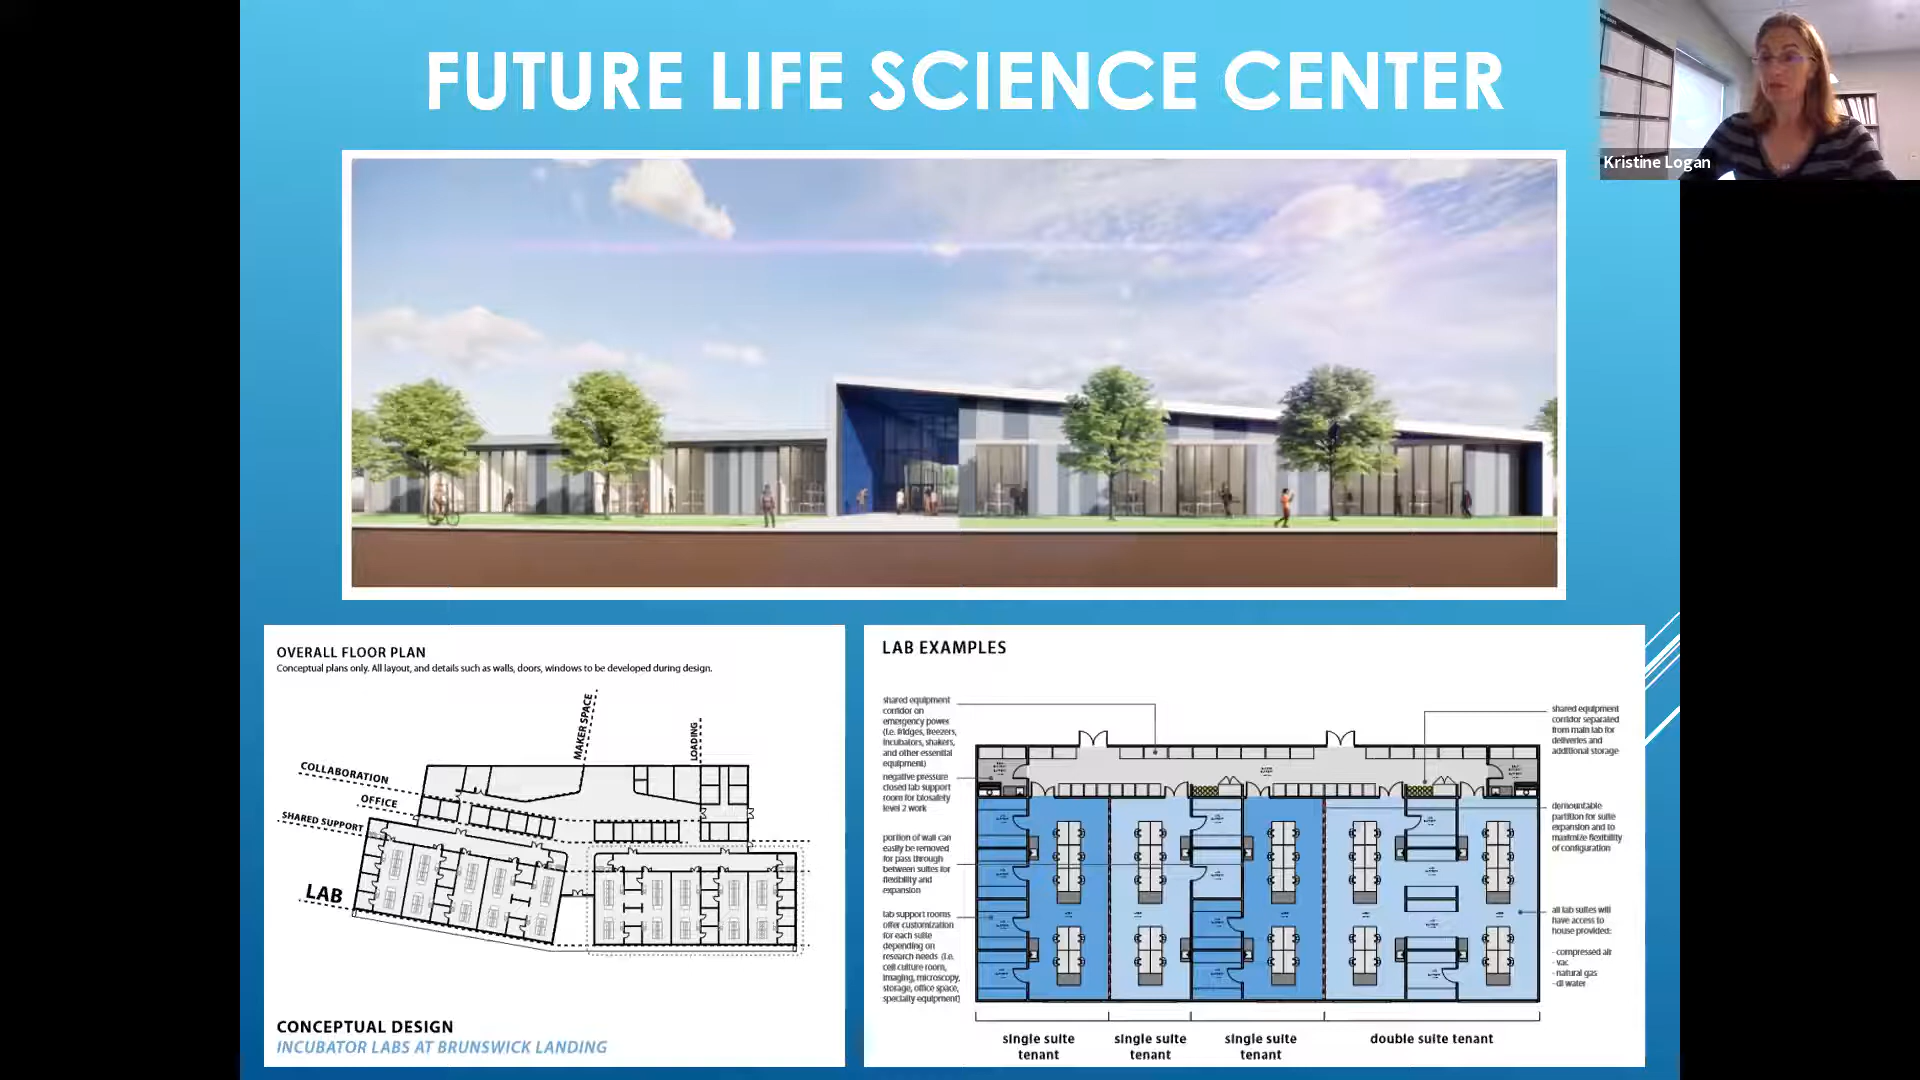 FUTURE LIFE SCIENCE CENTER
Kristine Logan
OVERALL FLOOR PLAN
Conceptual plans only. All layout, and details such as walls, doors, windows to be developed during design.
MAKER SPACE
LOADING
COLLABORATION
OFFICE
SHARED SUPPORT
LAB
CONCEPTUAL DESIGN
INCUBATOR LABS AT BRUNSWICK LANDING
LAB EXAMPLES
shared equipment
corridor on
emergency power
(i.e. fridges, freezers,
incubators, shakers,
and other essential
equipment)
negative pressure
closed lab support
room for biosafety
level 2 work
portion of wall can
easily be removed
for pass through
between suites for
flexibility and
expansion
lab support rooms
offer customization
for each suite
depending on
research needs (i.e.
cell culture room,
imaging, microscopy,
storage, office space,
specialty equipment)
shared equipment
corridor separated
from main lab for
deliveries and
additional storage
demountable
partition for suite
expansion and to
maximize flexibility
of configuration
all lab suites will
have access to
house provided:
- compressed air
- vac
- natural gas
- di water
single suite
tenant
single suite
tenant
single suite
tenant
double suite tenant